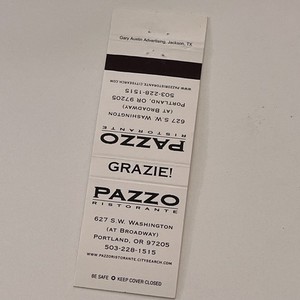 Gary Austin Advertising, Jackson, TX
WWW.PAZZORISTORANTE.CITYSEARCH.COM
503-228-1515
PORTLAND, OR 97205
(AT BROADWAY)
627 S.W. WASHINGTON
RISTORANTE
PAZZO
GRAZIE!
PAZZO
RISTORANTE
627 S.W. WASHINGTON
(AT BROADWAY)
PORTLAND, OR 97205
503-228-1515
WWW.PAZZORISTORANTE.CITYSEARCH.COM
BE SAFE KEEP COVER CLOSED